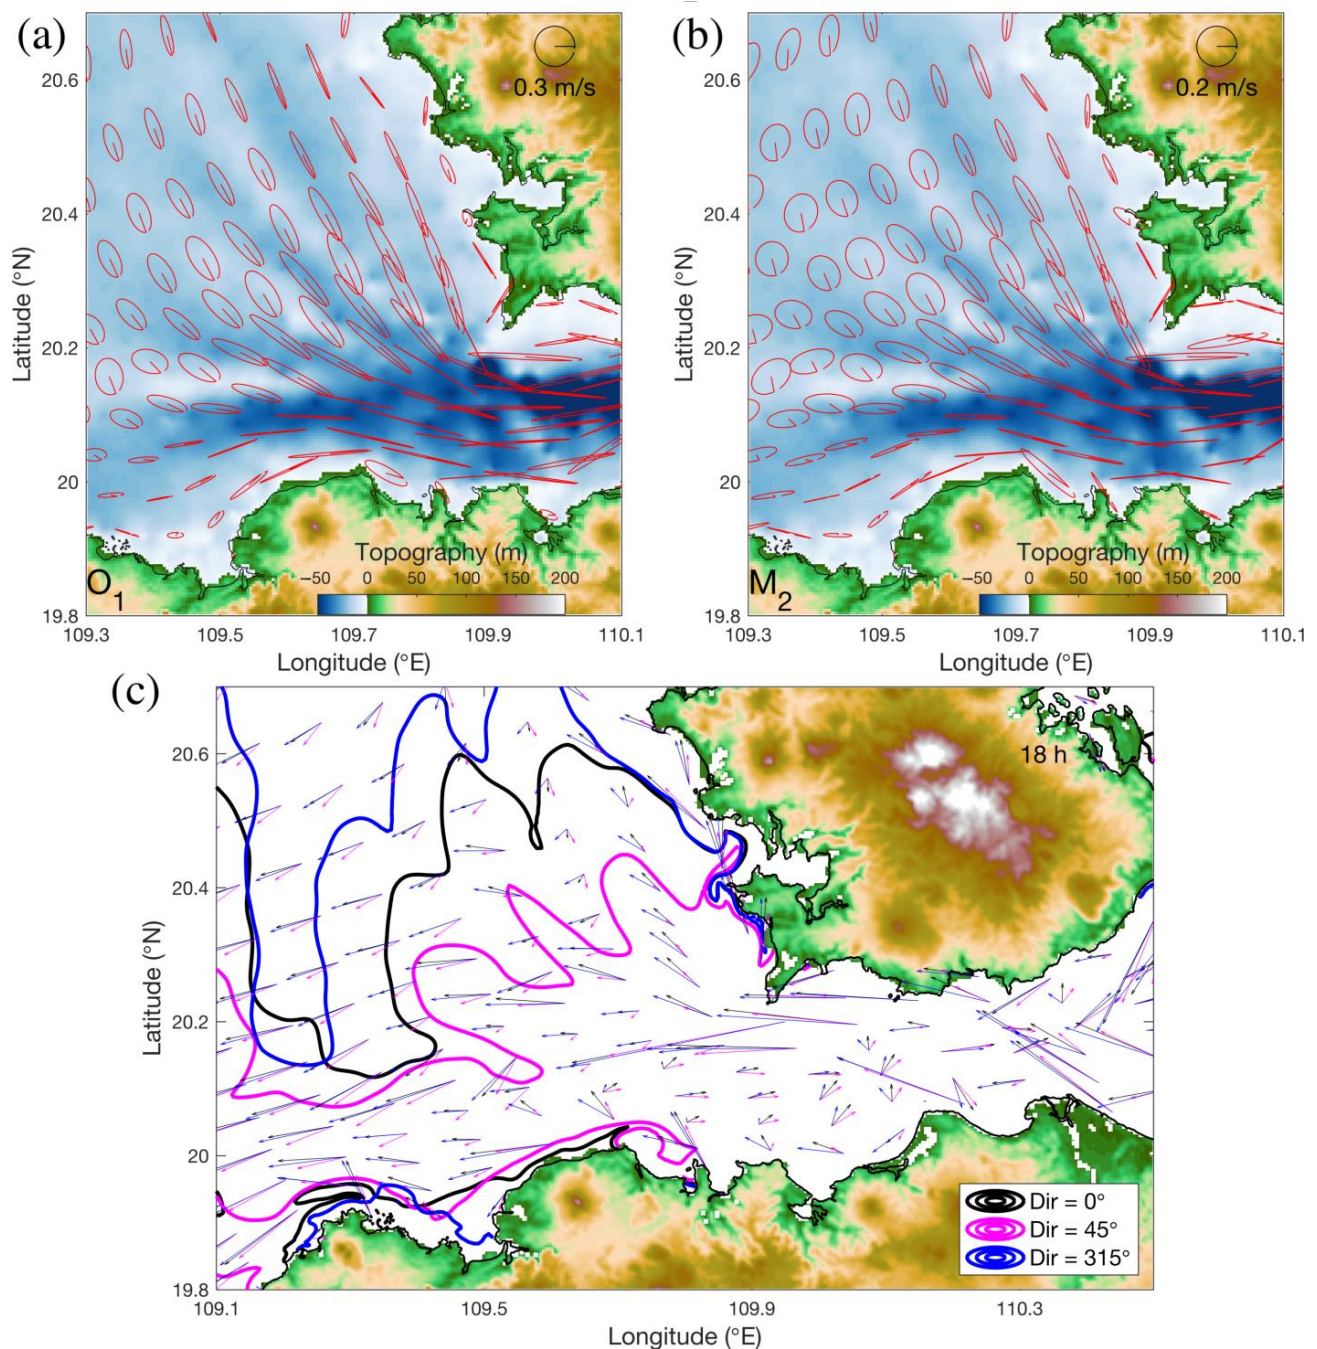 (a)
0.3 m/s
20.6
20.4
20.2
20
19.8
Latitude (°N)
Topography (m)
−50 0 50 100 150 200
O1
109.3 109.5 109.7 109.9 110.1
Longitude (°E)
(b)
0.2 m/s
20.6
20.4
20.2
20
19.8
Latitude (°N)
Topography (m)
−50 0 50 100 150 200
M2
109.3 109.5 109.7 109.9 110.1
Longitude (°E)
(c)
18 h
20.6
20.4
20.2
20
19.8
Latitude (°N)
Dir = 0°
Dir = 45°
Dir = 315°
109.1 109.5 109.9 110.3
Longitude (°E)